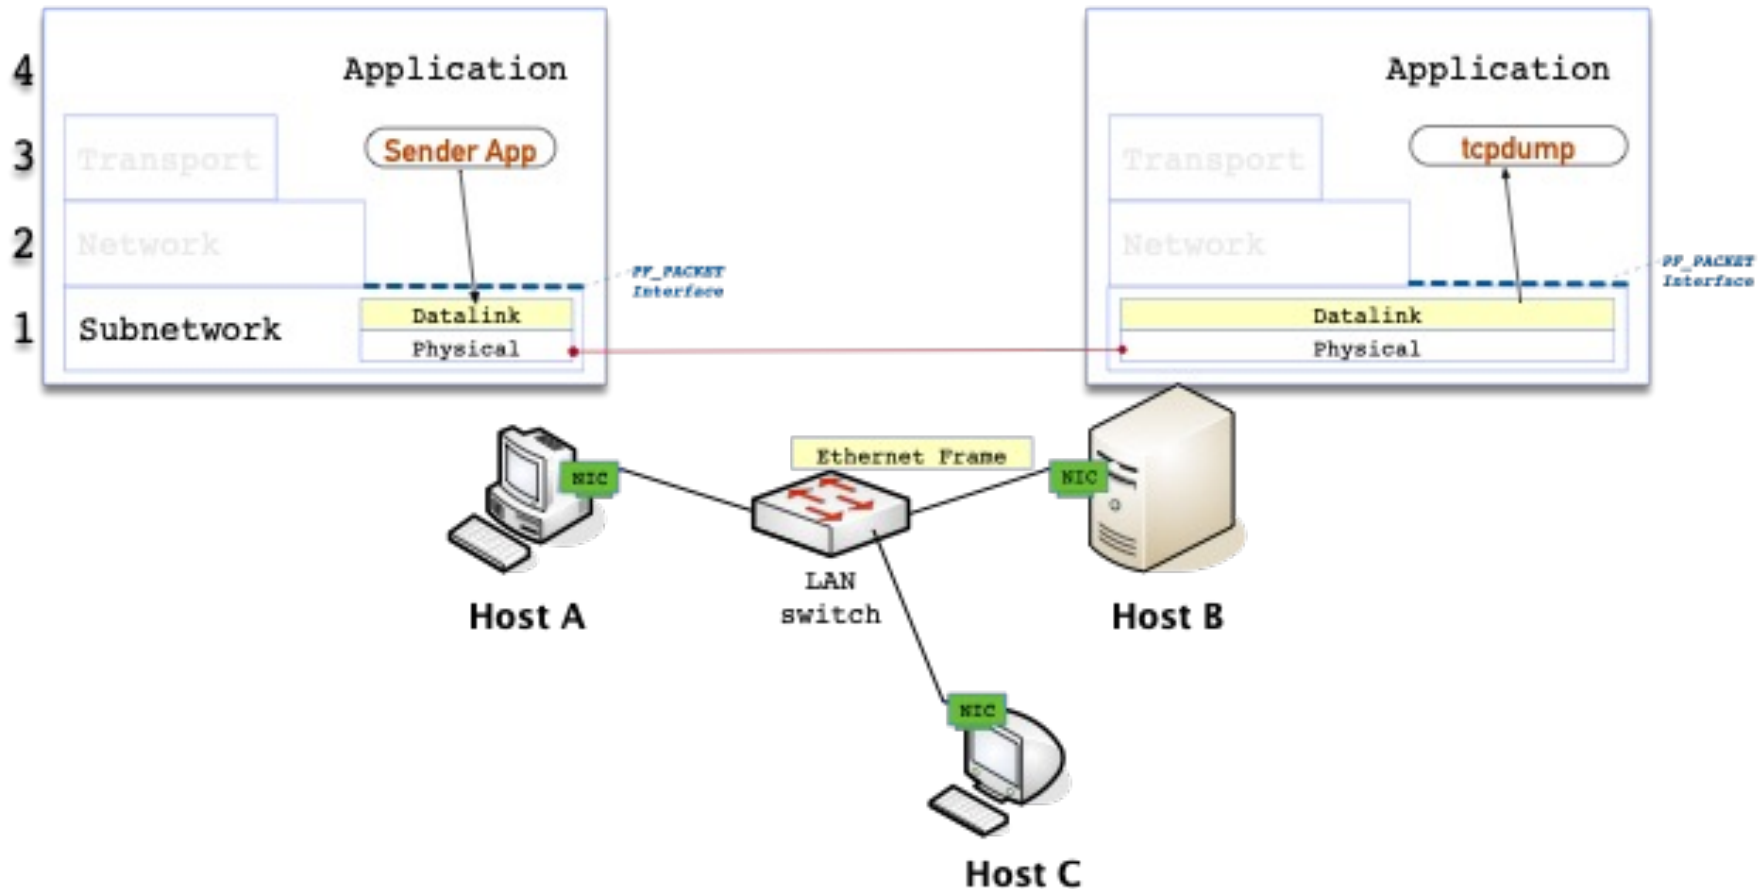 4
Application
Application
3
Transport
Sender App
Transport
tcpdump
2
Network
Network
PF_PACKET
Interface
PF_PACKET
Interface
1
Subnetwork
Datalink
Physical
Datalink
Physical
NIC
Ethernet Frame
NIC
LAN
switch
Host A
Host B
NIC
Host C